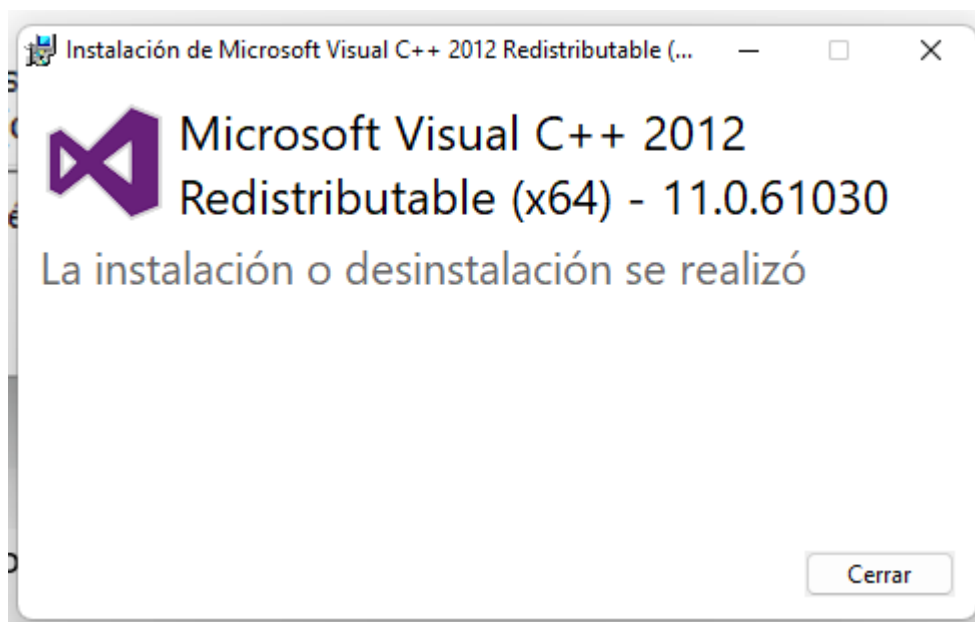 Instalación de Microsoft Visual C++ 2012 Redistributable (...
Microsoft Visual C++ 2012
Redistributable (x64) - 11.0.61030
La instalación o desinstalación se realizó
Cerrar